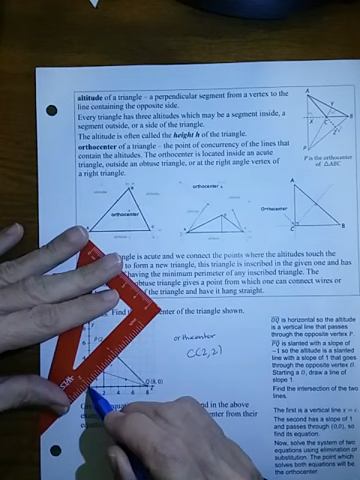 altitude of a triangle – a perpendicular segment from a vertex to the
line containing the opposite side.
Every triangle has three altitudes which may be a segment inside, a
segment outside, or a side of the triangle.
The altitude is often called the height h of the triangle.
orthocenter of a triangle – the point of concurrency of the lines that
contain the altitudes. The orthocenter is located inside an acute
triangle, outside an obtuse triangle, or at the right angle vertex of
a right triangle.
A
B
P
P is the orthocenter
of △ABC
orthocenter
orthocenter
Orthocenter
A
B
C
angle is acute and we connect the points where the altitudes touch the
to form a new triangle, this triangle is inscribed in the given one and has
having the minimum perimeter of any inscribed triangle. The
obtuse triangle gives a point from which one can connect wires or
of the triangle and have it hang straight.
Find enter of the triangle shown.
orthocenter
C(2,2)
Q(8, 0)
OQ is horizontal so the altitude
is a vertical line that passes
through the opposite vertex P.
PQ is slanted with a slope of
−1 so the altitude is a slanted
line with a slope of 1 that goes
through the opposite vertex O.
Starting a O, draw a line of
slope 1.
Find the intersection of the two
lines.
The first is a vertical line
The second has a slope of 1
and passes through (0,0), so
find its equation.
Now, solve the system of two
equations using elimination or
substitution. The point which
solves both equations will be
the orthocenter.
nd in the above
enter from their